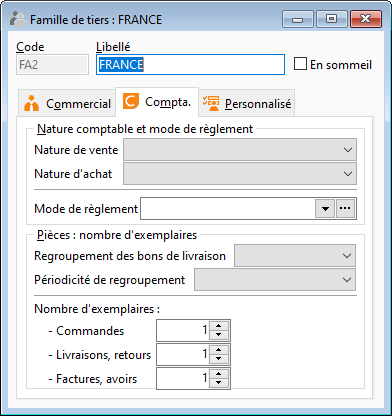 Famille de tiers : FRANCE
Code Libellé
FA2 FRANCE En sommeil
Commercial Compta. Personnalisé
Nature comptable et mode de règlement
Nature de vente
Nature d'achat
Mode de règlement
Pièces : nombre d'exemplaires
Regroupement des bons de livraison
Périodicité de regroupement
Nombre d'exemplaires :
- Commandes 1
- Livraisons, retours 1
- Factures, avoirs 1